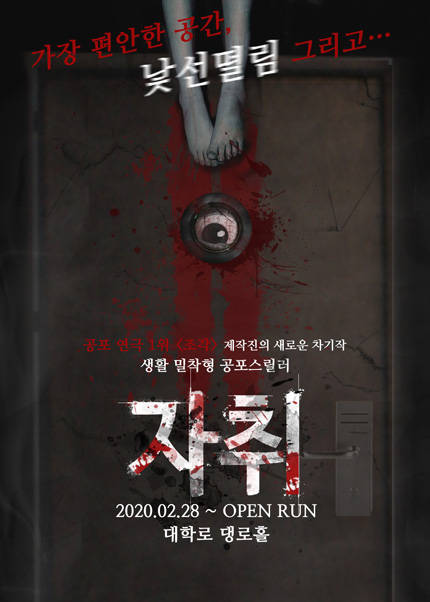 가장 편안한 공간,
낯선떨림 그리고…
공포 연극 1위 <조각> 제작진의 새로운 차기작
생활 밀착형 공포스릴러
자취
2020.02.28 ~ OPEN RUN
대학로 댕로홀